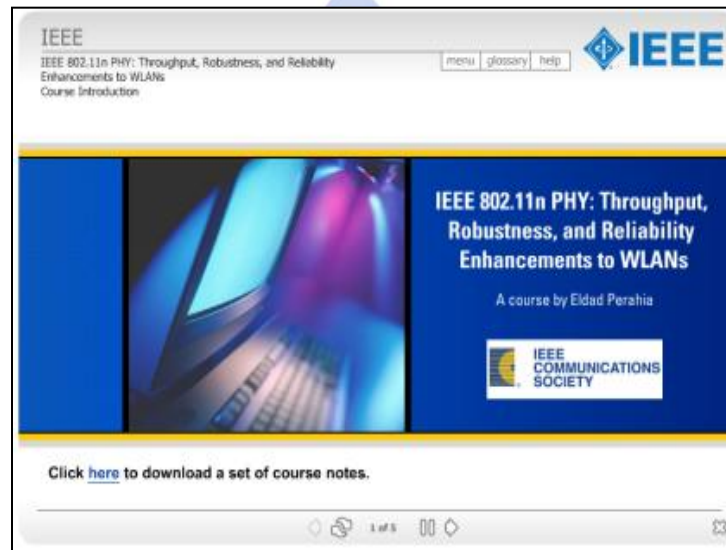 IEEE
IEEE 802.11n PHY: Throughput, Robustness, and Reliability
Enhancements to WLANs
Course Introduction
menu glossary help
IEEE
IEEE 802.11n PHY: Throughput,
Robustness, and Reliability
Enhancements to WLANs
A course by Eldad Perahia
IEEE
COMMUNICATIONS
SOCIETY
Click here to download a set of course notes.
1 of 5